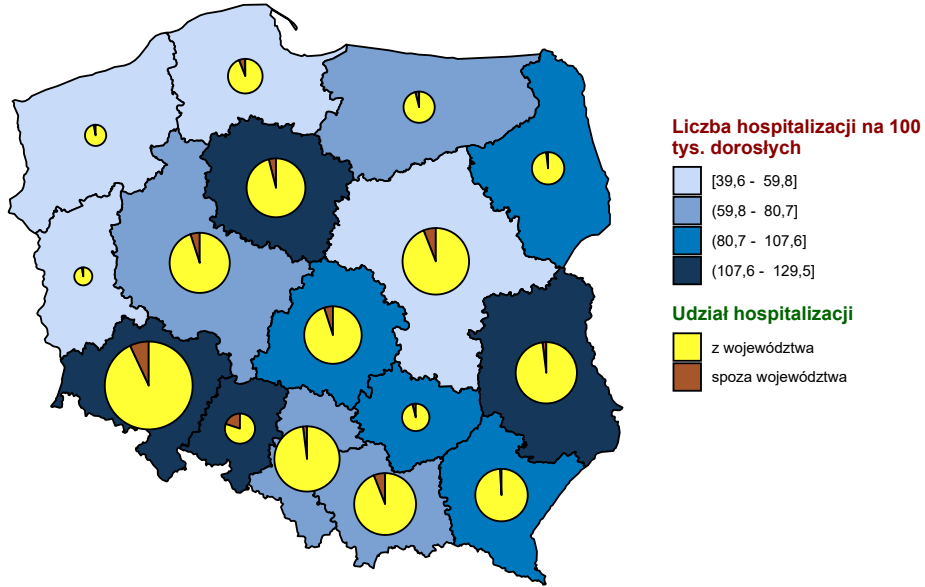 Liczba hospitalizacji na 100
tys. dorosłych
[39,6 - 59,8]
(59,8 - 80,7]
(80,7 - 107,6]
(107,6 - 129,5]
Udział hospitalizacji
z województwa
spoza województwa